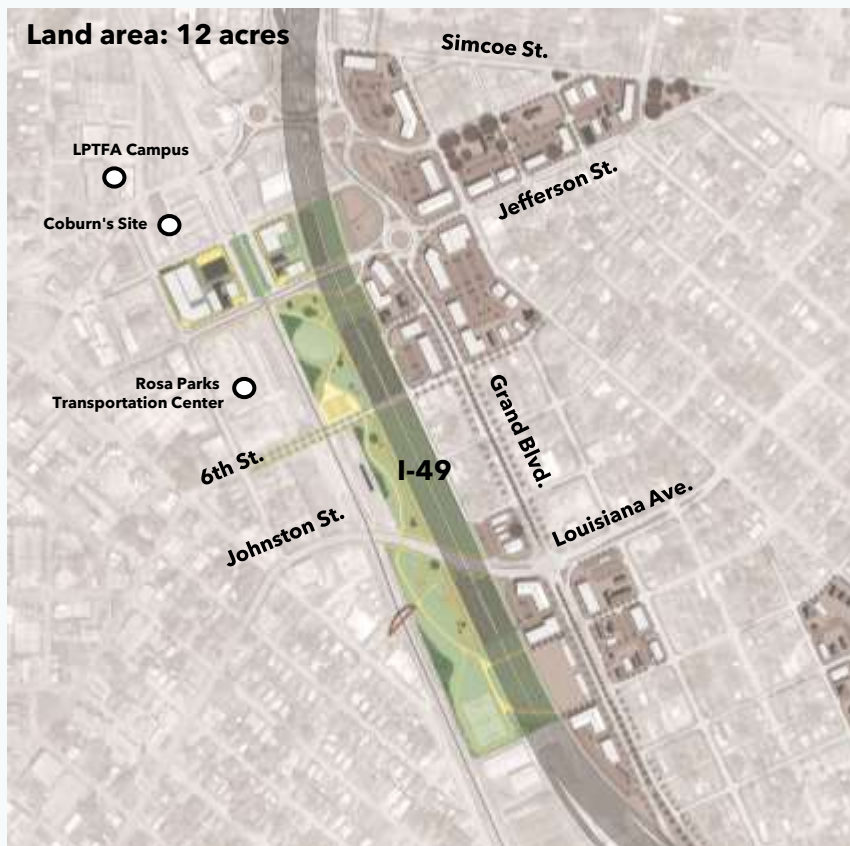 Land area: 12 acres
Simcoe St.
LPTFA Campus
Jefferson St.
Coburn's Site
Rosa Parks
Transportation Center
Grand Blvd.
6th St.
I-49
Louisiana Ave.
Johnston St.